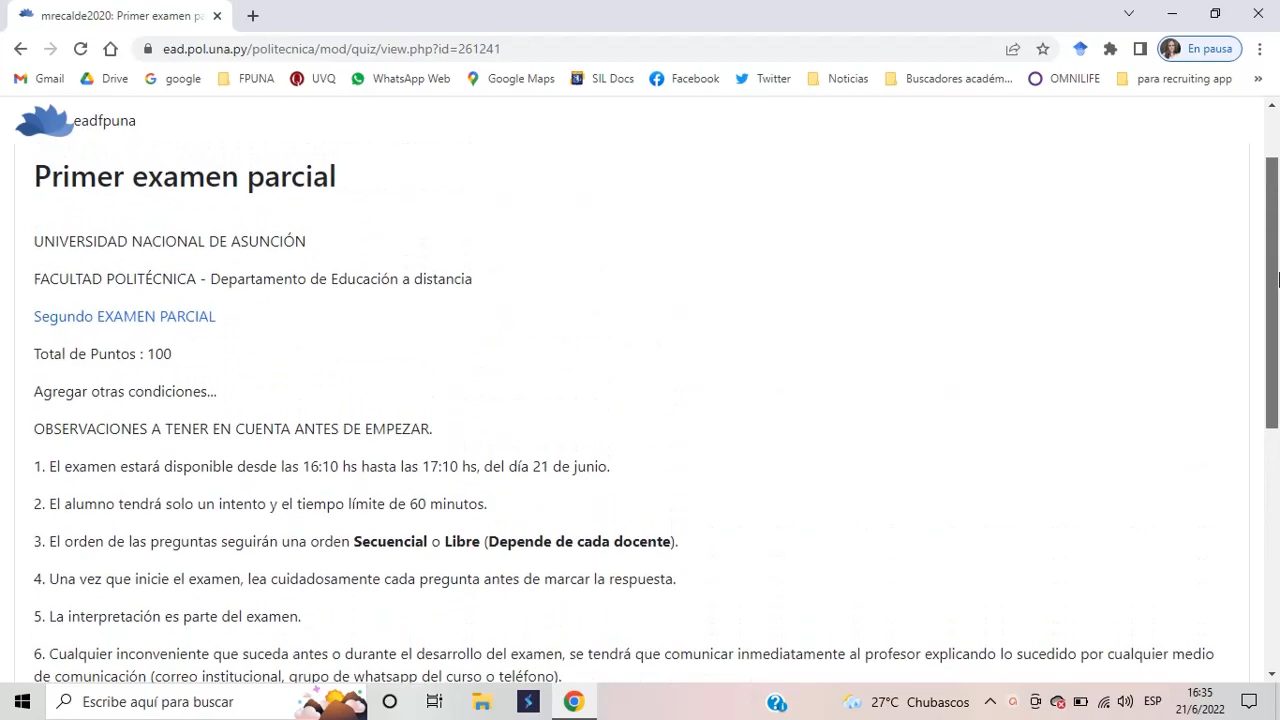 mrecalde2020: Primer examen pa
ead.pol.una.py/politecnica/mod/quiz/view.php?id=261241
En pausa
Gmail Drive google FPUNA UVQ WhatsApp Web Google Maps SIL Docs Facebook Twitter Noticias Buscadores académ... OMNILIFE para recruiting app »
eadfpuna
Primer examen parcial
UNIVERSIDAD NACIONAL DE ASUNCIÓN
FACULTAD POLITÉCNICA - Departamento de Educación a distancia
Segundo EXAMEN PARCIAL
Total de Puntos : 100
Agregar otras condiciones...
OBSERVACIONES A TENER EN CUENTA ANTES DE EMPEZAR.
1. El examen estará disponible desde las 16:10 hs hasta las 17:10 hs, del día 21 de junio.
2. El alumno tendrá solo un intento y el tiempo límite de 60 minutos.
3. El orden de las preguntas seguirán una orden Secuencial o Libre (Depende de cada docente).
4. Una vez que inicie el examen, lea cuidadosamente cada pregunta antes de marcar la respuesta.
5. La interpretación es parte del examen.
6. Cualquier inconveniente que suceda antes o durante el desarrollo del examen, se tendrá que comunicar inmediatamente al profesor explicando lo sucedido por cualquier medio
de comunicación (correo institucional, grupo de whatsapp del curso o teléfono).
Escribe aquí para buscar
27°C Chubascos
ESP
16:35
21/6/2022